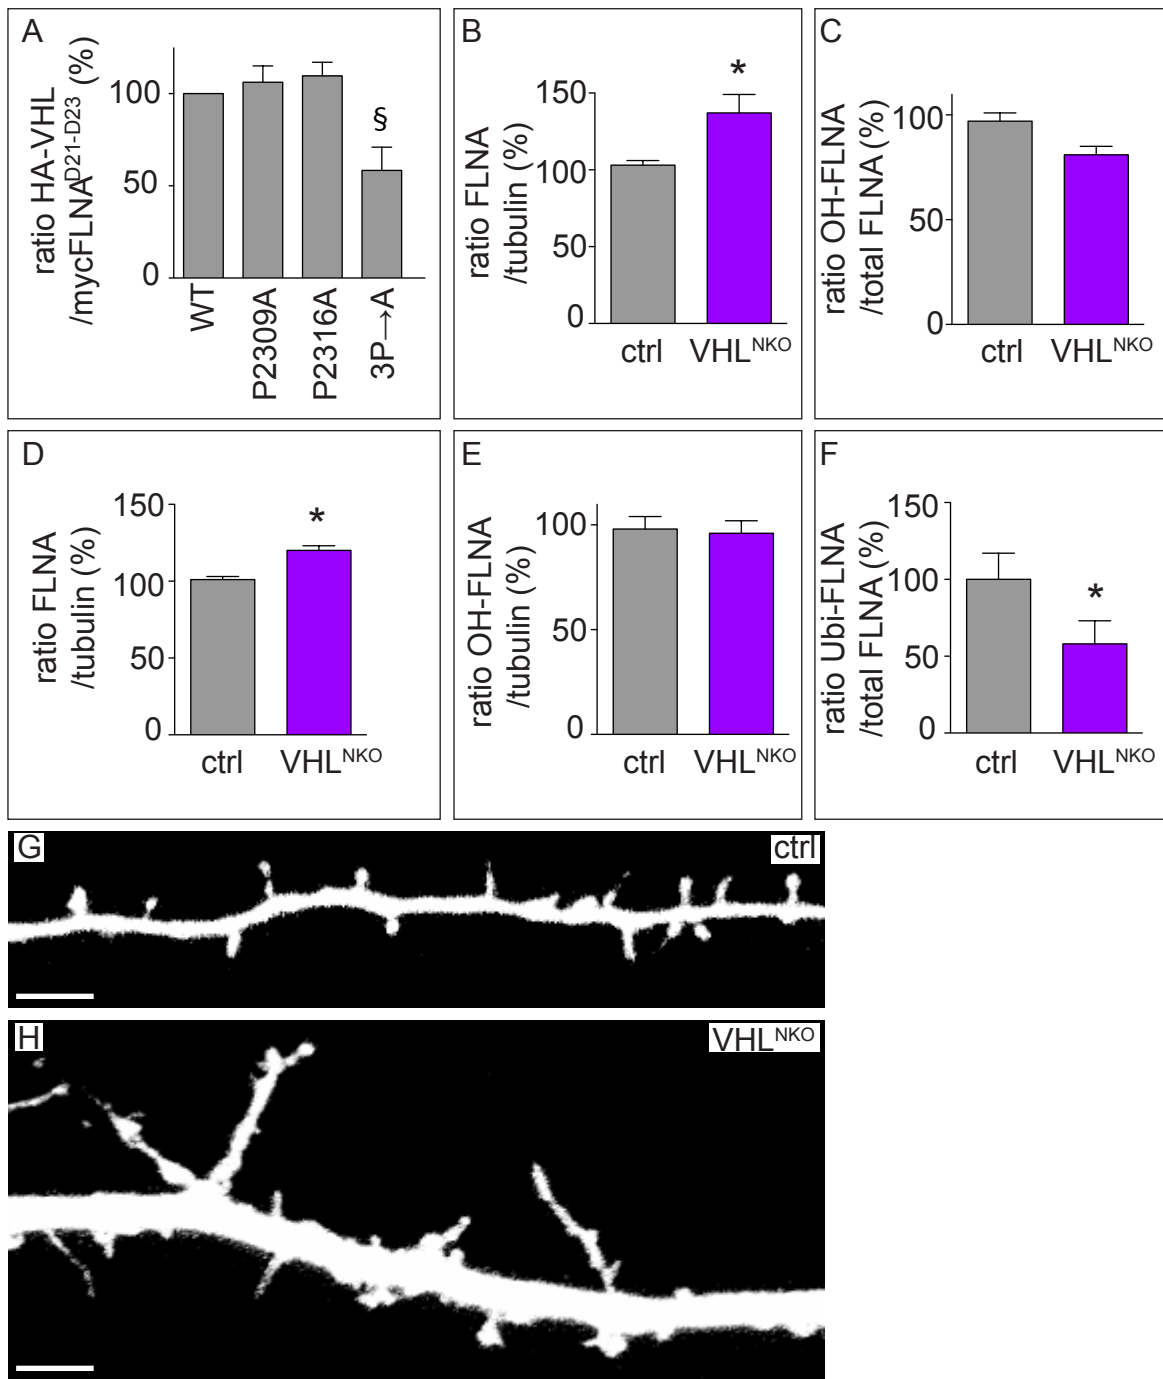 A
ratio HA-VHL
/mycFLNA^D21-D23 (%)
100
50
0
WT
P2309A
P2316A
3P→A
§
B
ratio FLNA
/tubulin (%)
150
100
50
0
*
ctrl
VHL^NKO
C
ratio OH-FLNA
/total FLNA (%)
100
50
0
ctrl
VHL^NKO
D
ratio FLNA
/tubulin (%)
150
100
50
0
*
ctrl
VHL^NKO
E
ratio OH-FLNA
/tubulin (%)
100
50
0
ctrl
VHL^NKO
F
ratio Ubi-FLNA
/total FLNA (%)
150
100
50
0
*
ctrl
VHL^NKO
G
ctrl
H
VHL^NKO